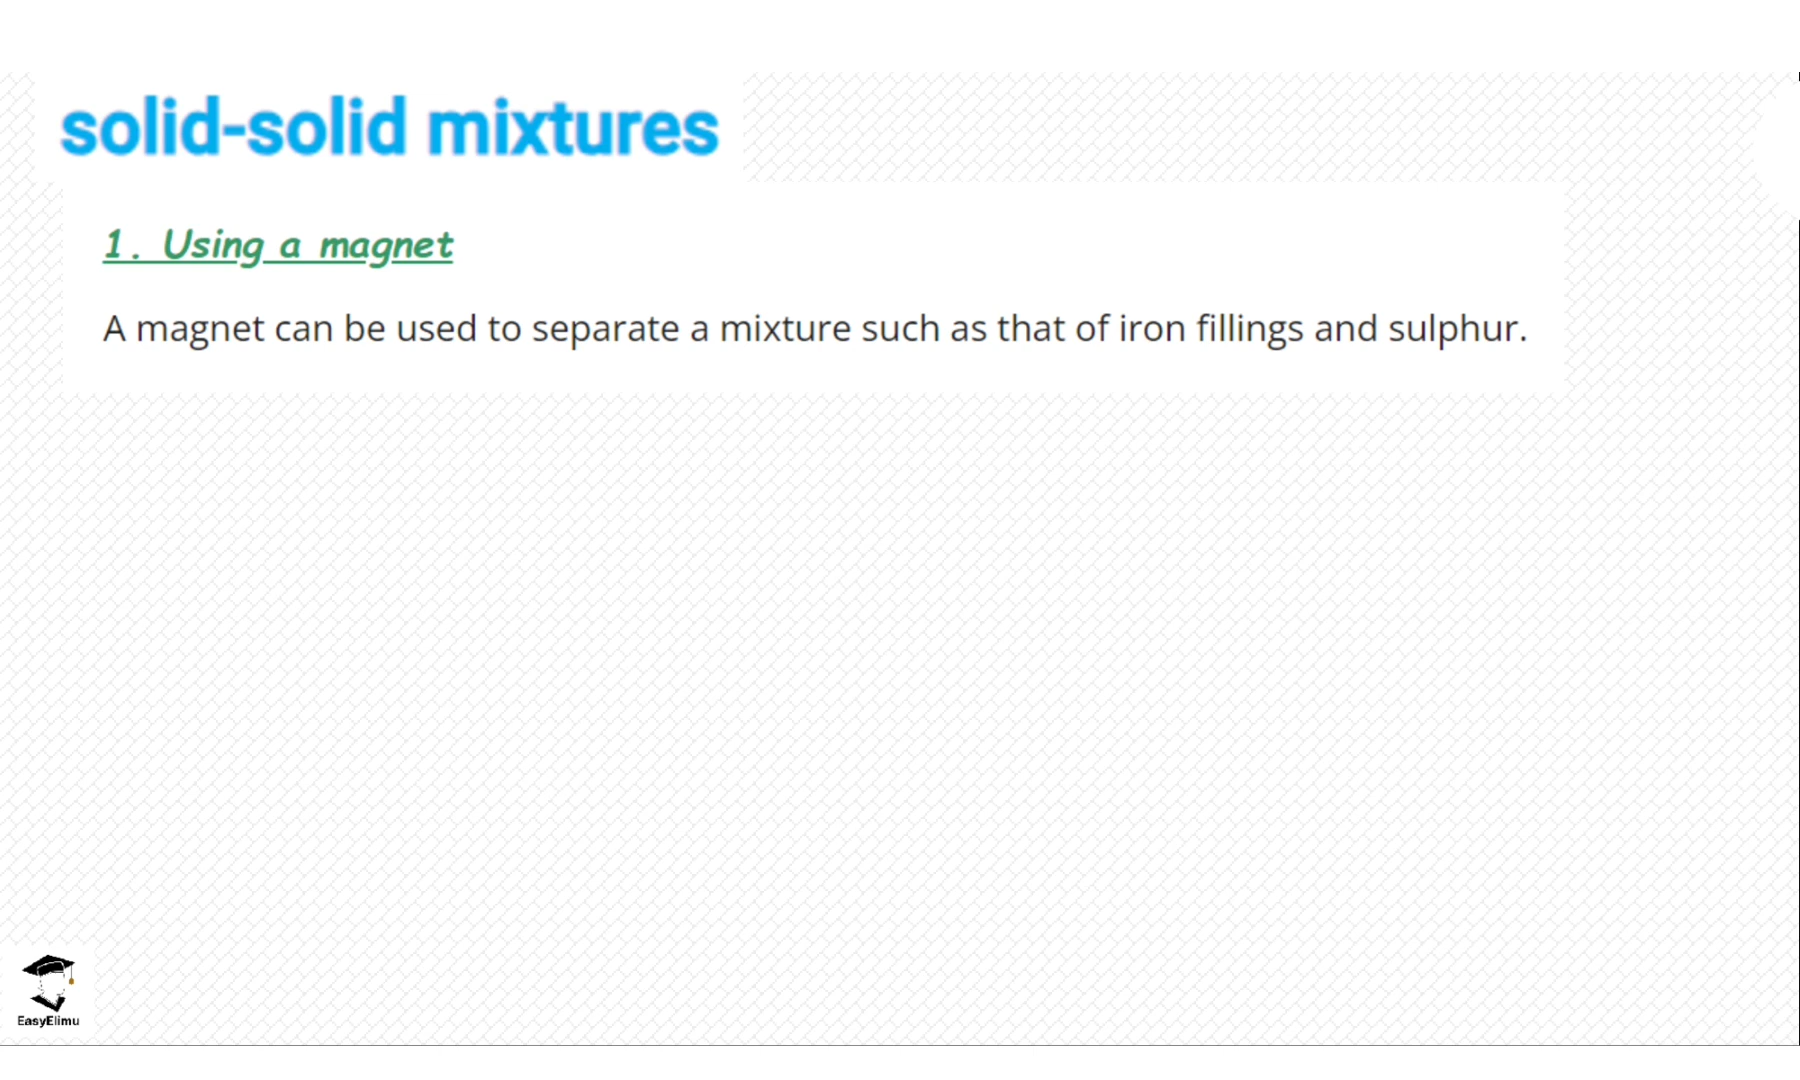 solid-solid mixtures
1. Using a magnet
A magnet can be used to separate a mixture such as that of iron fillings and sulphur.
EasyElimu